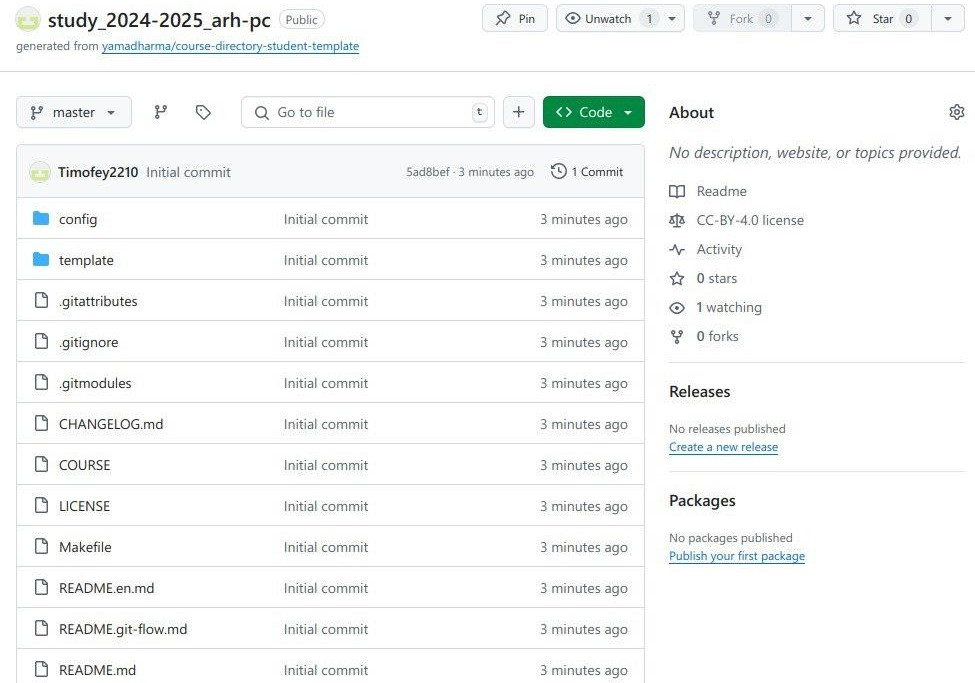 study_2024-2025_arh-pc Public Pin Unwatch 1 Fork 0 Star 0
generated from yamadharma/course-directory-student-template
master Go to file t + <> Code
Timofey2210 Initial commit 5ad8bef · 3 minutes ago 1 Commit
config Initial commit 3 minutes ago
template Initial commit 3 minutes ago
.gitattributes Initial commit 3 minutes ago
.gitignore Initial commit 3 minutes ago
.gitmodules Initial commit 3 minutes ago
CHANGELOG.md Initial commit 3 minutes ago
COURSE Initial commit 3 minutes ago
LICENSE Initial commit 3 minutes ago
Makefile Initial commit 3 minutes ago
README.en.md Initial commit 3 minutes ago
README.git-flow.md Initial commit 3 minutes ago
README.md Initial commit 3 minutes ago
About
No description, website, or topics provided.
Readme
CC-BY-4.0 license
Activity
0 stars
1 watching
0 forks
Releases
No releases published
Create a new release
Packages
No packages published
Publish your first package